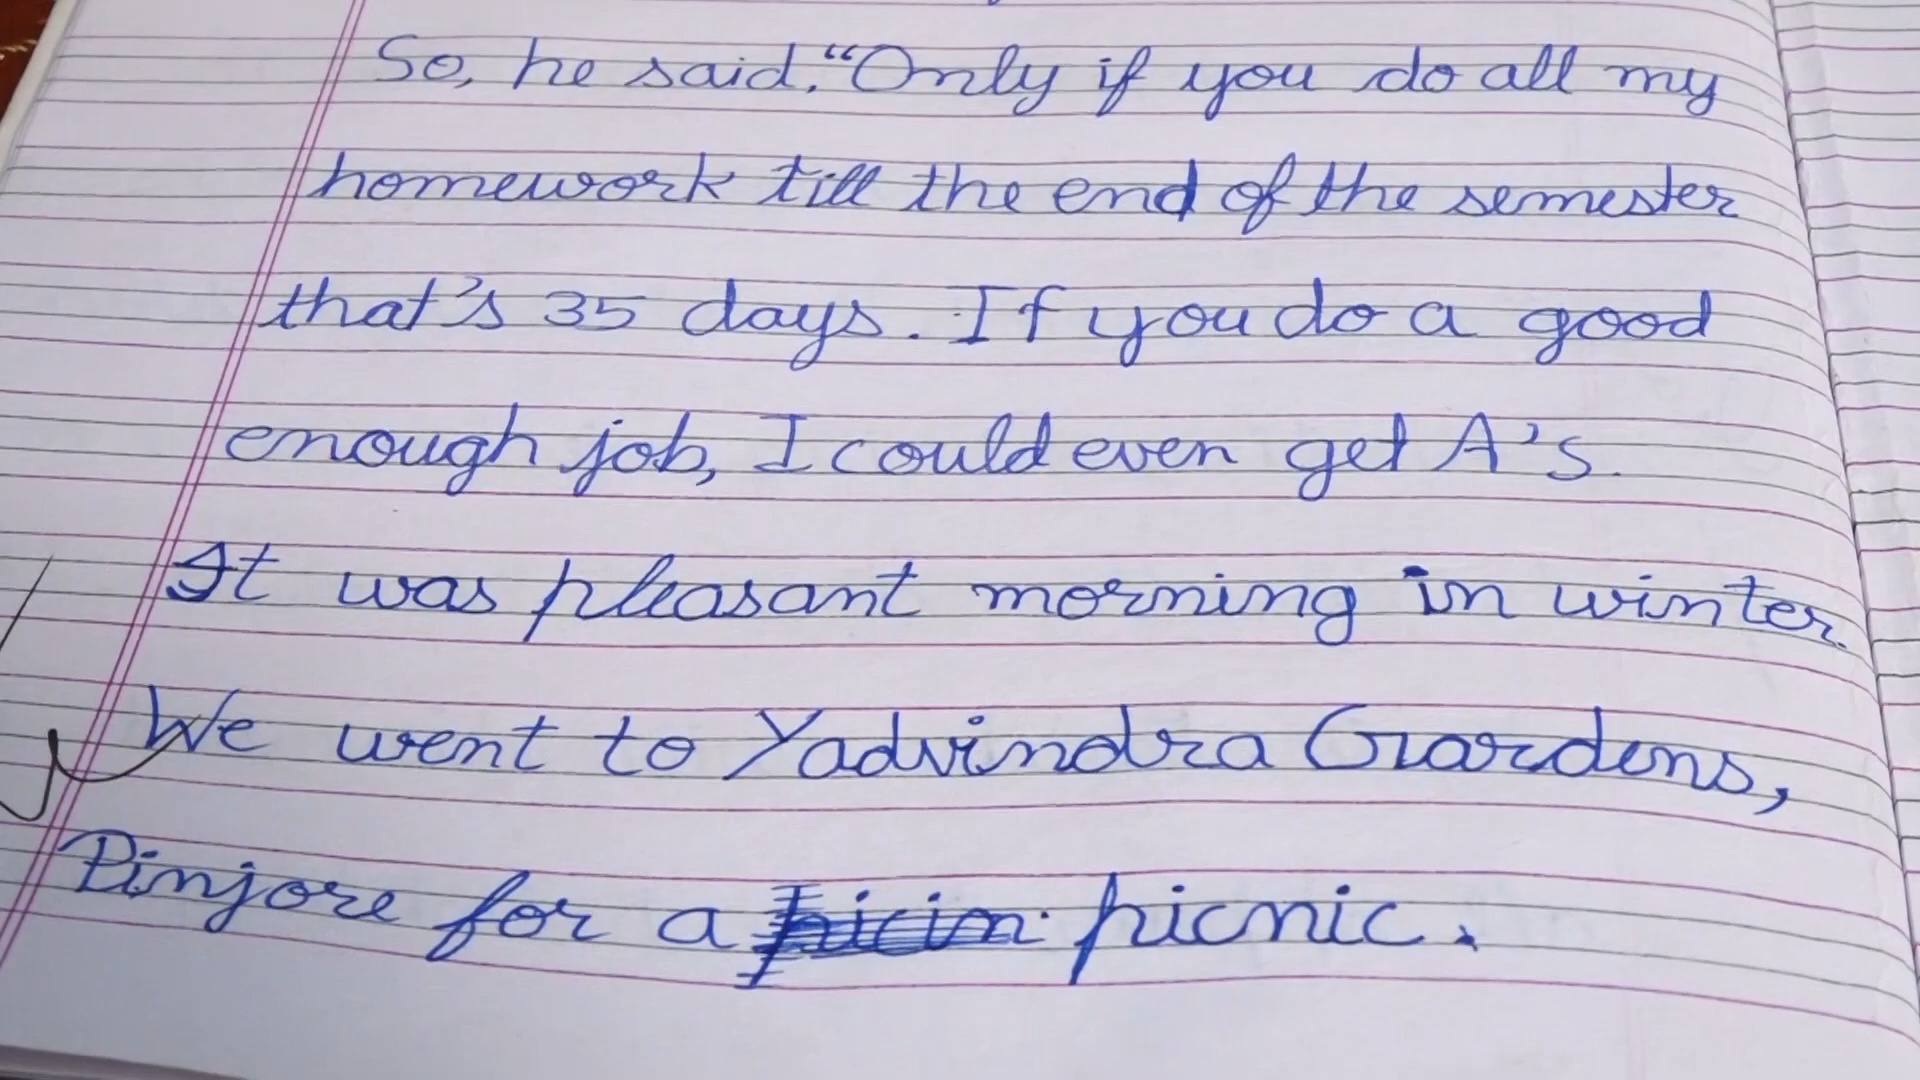 So, he said, "Only if you do all my
homework till the end of the semester
that's 35 days. If you do a good
enough job, I could even get A's.
It was pleasant morning in winter.
We went to Yadvindra Gardens,
Pinjore for a picnic.